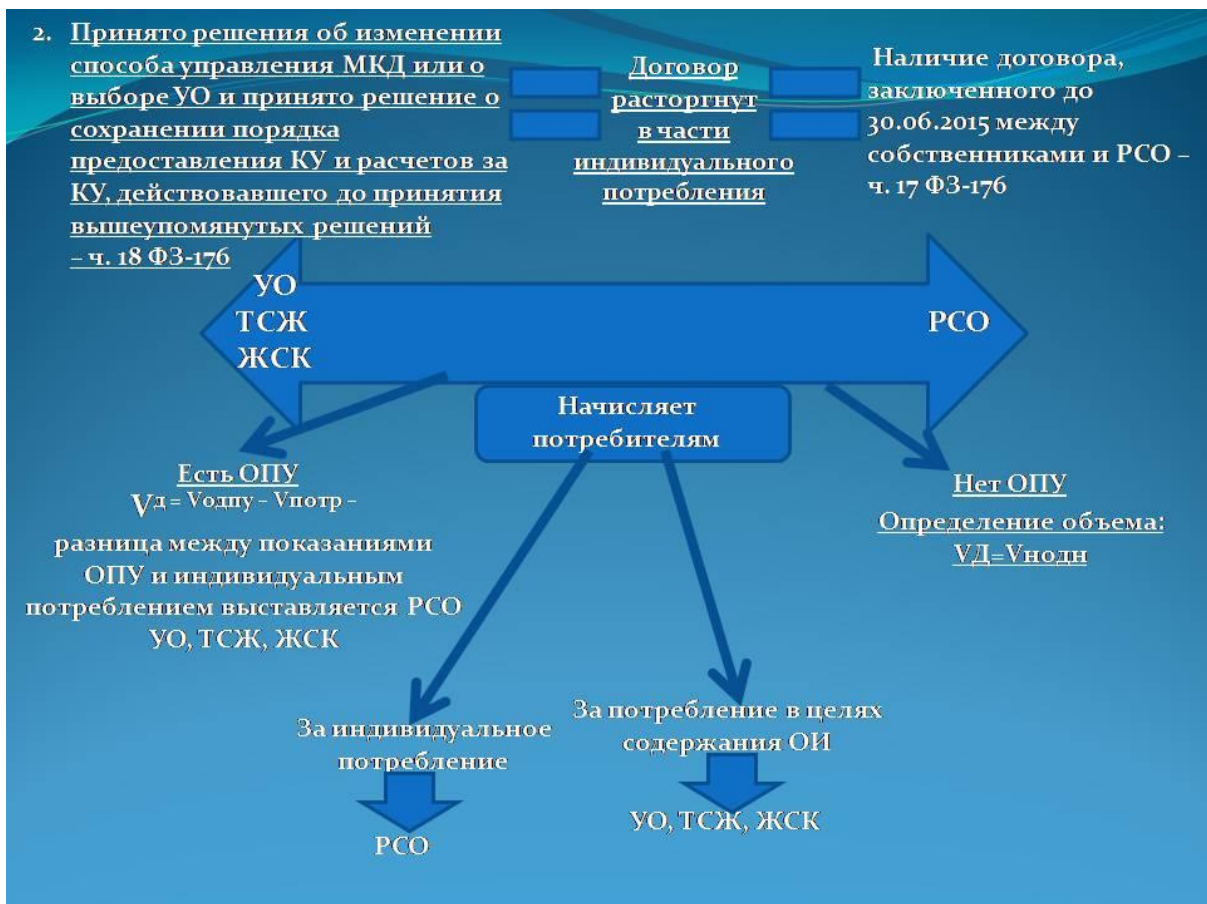 2. Принято решения об изменении
способа управления МКД или о
выборе УО и принято решение о
сохранении порядка
предоставления КУ и расчетов за
КУ, действовавшего до принятия
вышеупомянутых решений
– ч. 18 ФЗ-176
Договор
расторгнут
в части
индивидуального
потребления
Наличие договора,
заключенного до
30.06.2015 между
собственниками и РСО –
ч. 17 ФЗ-176
УО
ТСЖ
ЖСК
РСО
Начисляет
потребителям
Есть ОПУ
Vд = Vодпу – Vпотр –
разница между показаниями
ОПУ и индивидуальным
потреблением выставляется РСО
УО, ТСЖ, ЖСК
Нет ОПУ
Определение объема:
VД=Vнодн
За индивидуальное
потребление
РСО
За потребление в целях
содержания ОИ
УО, ТСЖ, ЖСК